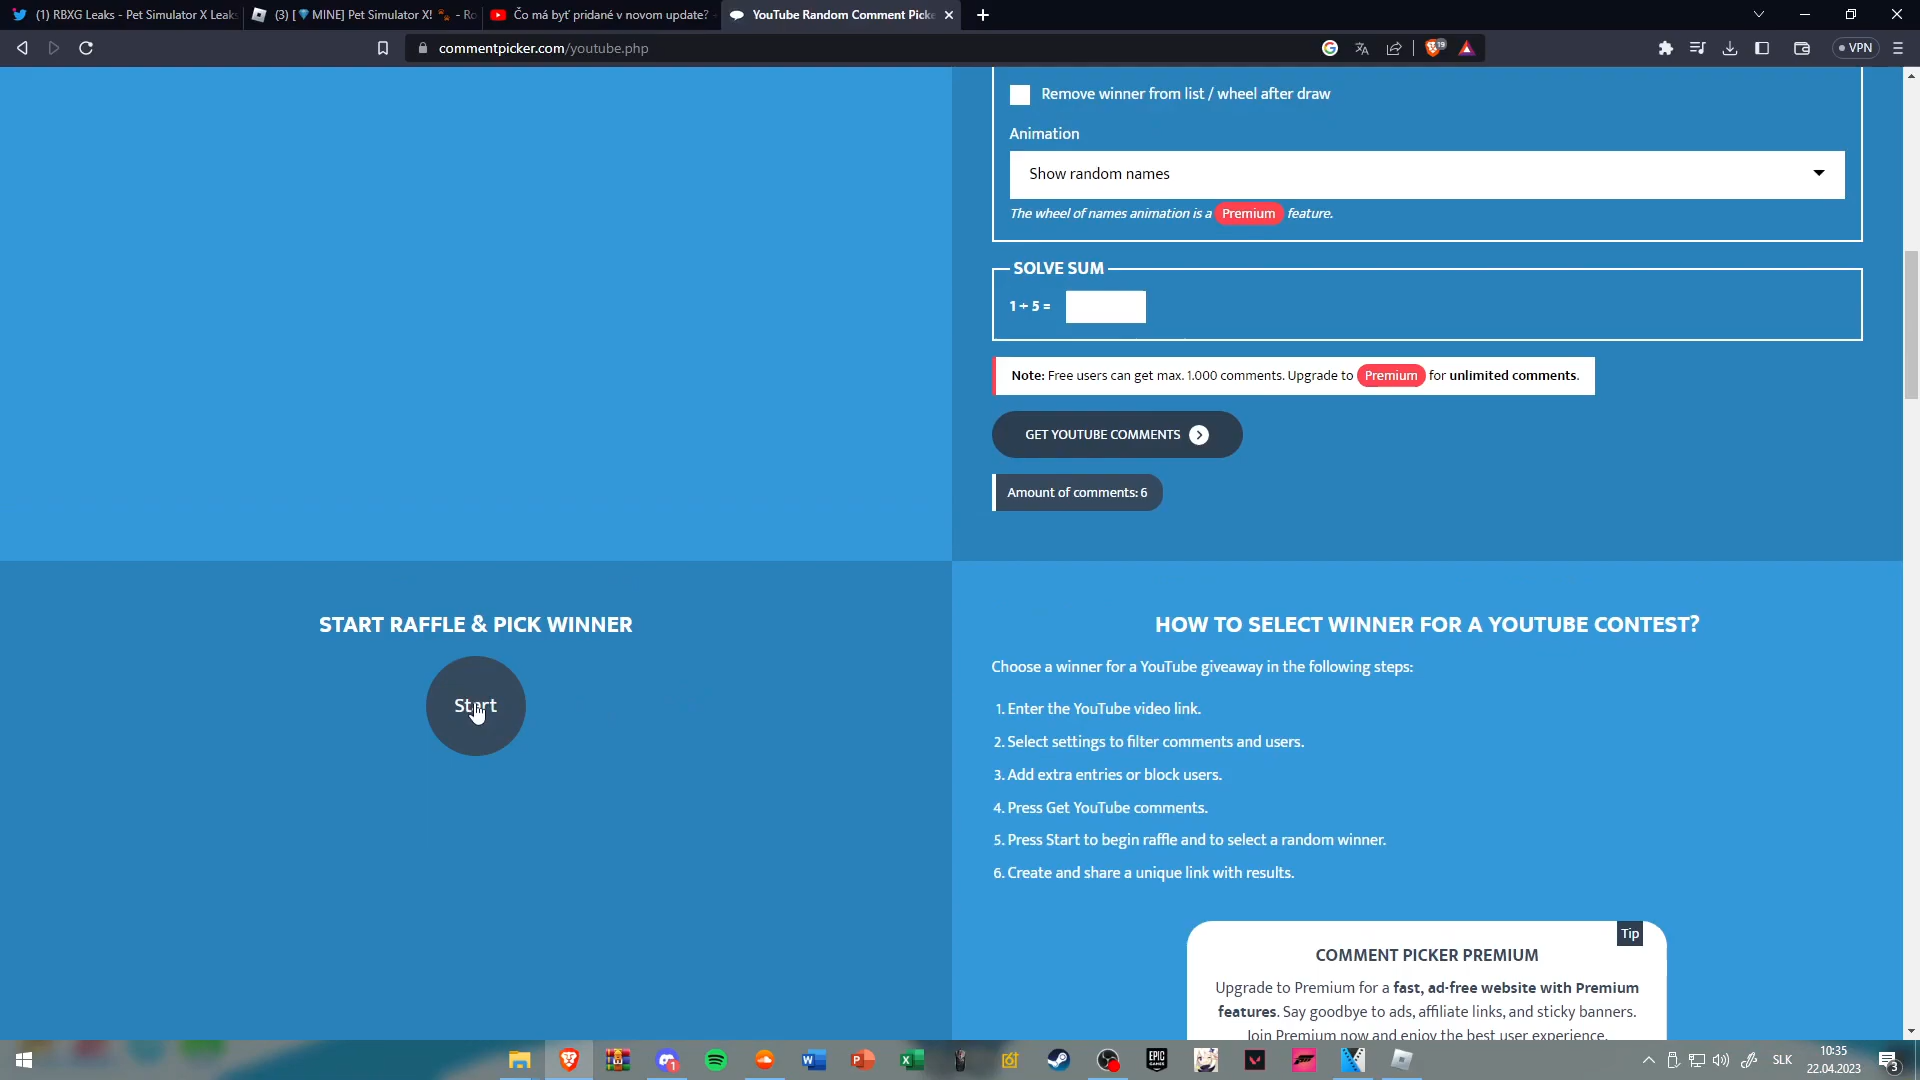 (1) RBXG Leaks - Pet Simulator X Leaks
(3) [💎MINE] Pet Simulator X! 🐾 - Ro
Čo má byť pridané v novom update?
YouTube Random Comment Picke
commentpicker.com/youtube.php
19
VPN
Remove winner from list / wheel after draw
Animation
Show random names
The wheel of names animation is a Premium feature.
SOLVE SUM
1 + 5 =
Note: Free users can get max. 1.000 comments. Upgrade to Premium for unlimited comments.
GET YOUTUBE COMMENTS
Amount of comments: 6
START RAFFLE & PICK WINNER
Start
HOW TO SELECT WINNER FOR A YOUTUBE CONTEST?
Choose a winner for a YouTube giveaway in the following steps:
1. Enter the YouTube video link.
2. Select settings to filter comments and users.
3. Add extra entries or block users.
4. Press Get YouTube comments.
5. Press Start to begin raffle and to select a random winner.
6. Create and share a unique link with results.
Tip
COMMENT PICKER PREMIUM
Upgrade to Premium for a fast, ad-free website with Premium
features. Say goodbye to ads, affiliate links, and sticky banners.
Join Premium now and enjoy the best user experience.
1
EPIC
GAMES
SLK
10:35
22.04.2023
3